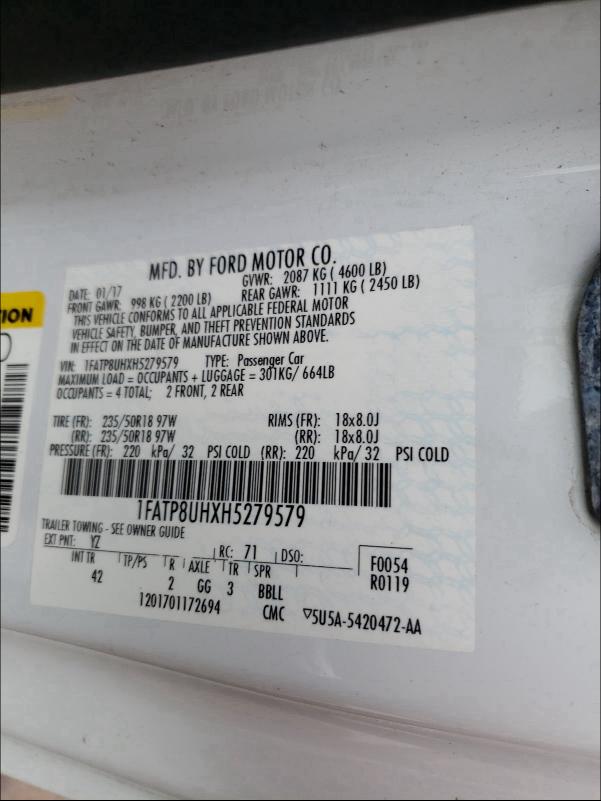 MFD. BY FORD MOTOR CO.
DATE: 01/17 GVWR: 2087 KG ( 4600 LB)
FRONT GAWR: 998 KG ( 2200 LB) REAR GAWR: 1111 KG ( 2450 LB)
THIS VEHICLE CONFORMS TO ALL APPLICABLE FEDERAL MOTOR
VEHICLE SAFETY, BUMPER, AND THEFT PREVENTION STANDARDS
IN EFFECT ON THE DATE OF MANUFACTURE SHOWN ABOVE.
VIN: 1FATP8UHXH5279579 TYPE: Passenger Car
MAXIMUM LOAD = OCCUPANTS + LUGGAGE = 301KG/ 664LB
OCCUPANTS = 4 TOTAL; 2 FRONT, 2 REAR
TIRE (FR): 235/50R18 97W RIMS (FR): 18x8.0J
(RR): 235/50R18 97W (RR): 18x8.0J
PRESSURE (FR): 220 kPa/ 32 PSI COLD (RR): 220 kPa/ 32 PSI COLD
1FATP8UHXH5279579
TRAILER TOWING - SEE OWNER GUIDE
EXT PNT: YZ RC: 71 DSO: F0054
INT TR TP/PS R AXLE TR SPR R0119
42 2 GG 3 BBLL
1201701172694 CMC ▽5U5A-5420472-AA
TION